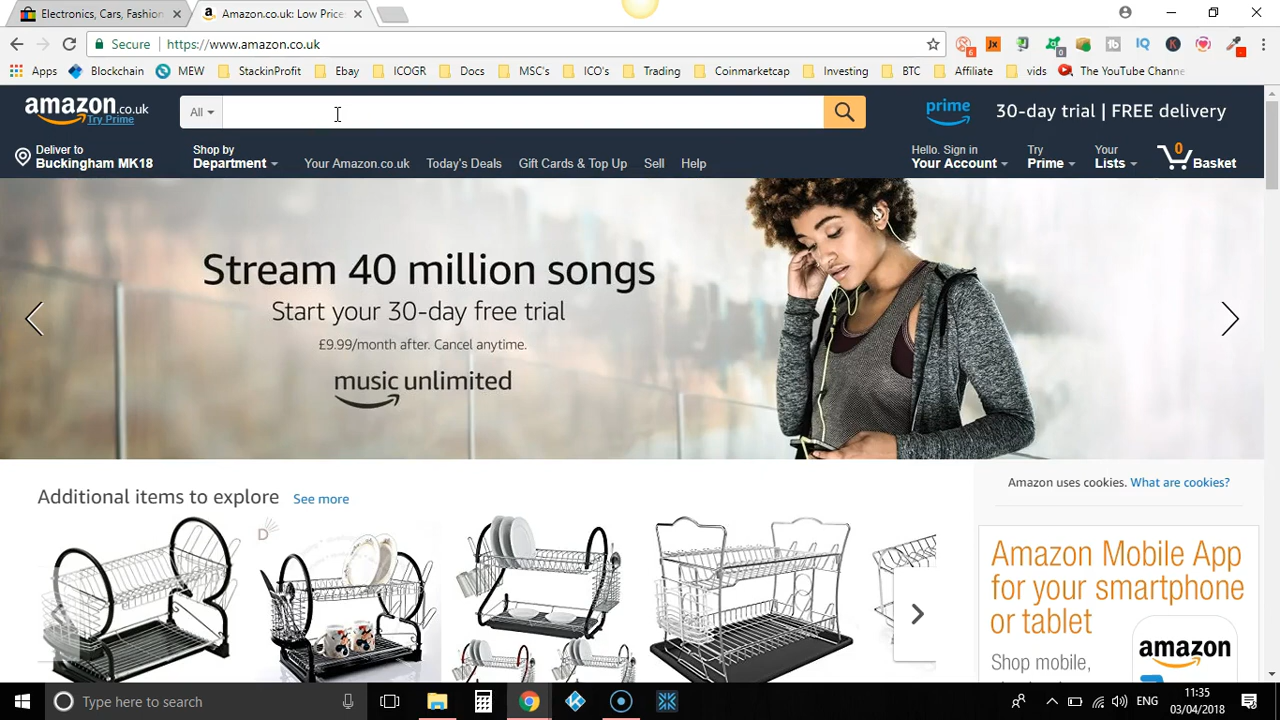 Electronics, Cars, Fashion
Amazon.co.uk: Low Price
Secure https://www.amazon.co.uk
6 JX tb IQ K
Apps Blockchain MEW StackinProfit Ebay ICOGR Docs MSC's ICO's Trading Coinmarketcap Investing BTC Affiliate vids The YouTube Channe
amazon.co.uk
Try Prime
All
prime 30-day trial | FREE delivery
Deliver to
Buckingham MK18
Shop by
Department
Your Amazon.co.uk Today's Deals Gift Cards & Top Up Sell Help
Hello. Sign in
Your Account
Try
Prime
Your
Lists
0
Basket
Stream 40 million songs
Start your 30-day free trial
£9.99/month after. Cancel anytime.
music unlimited
Additional items to explore See more
D
Amazon uses cookies. What are cookies?
Amazon Mobile App
for your smartphone
or tablet
Shop mobile,
amazon
Type here to search
ENG
11:35
03/04/2018